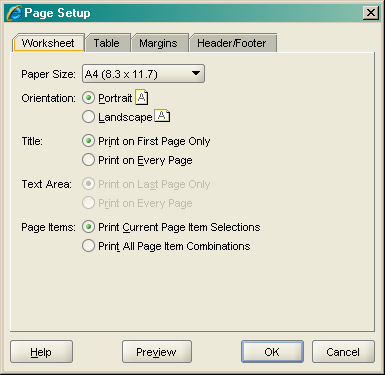 Page Setup
Worksheet Table Margins Header/Footer
Paper Size: A4 (8.3 x 11.7)
Orientation: Portrait A
Landscape A
Title: Print on First Page Only
Print on Every Page
Text Area: Print on Last Page Only
Print on Every Page
Page Items: Print Current Page Item Selections
Print All Page Item Combinations
Help Preview OK Cancel